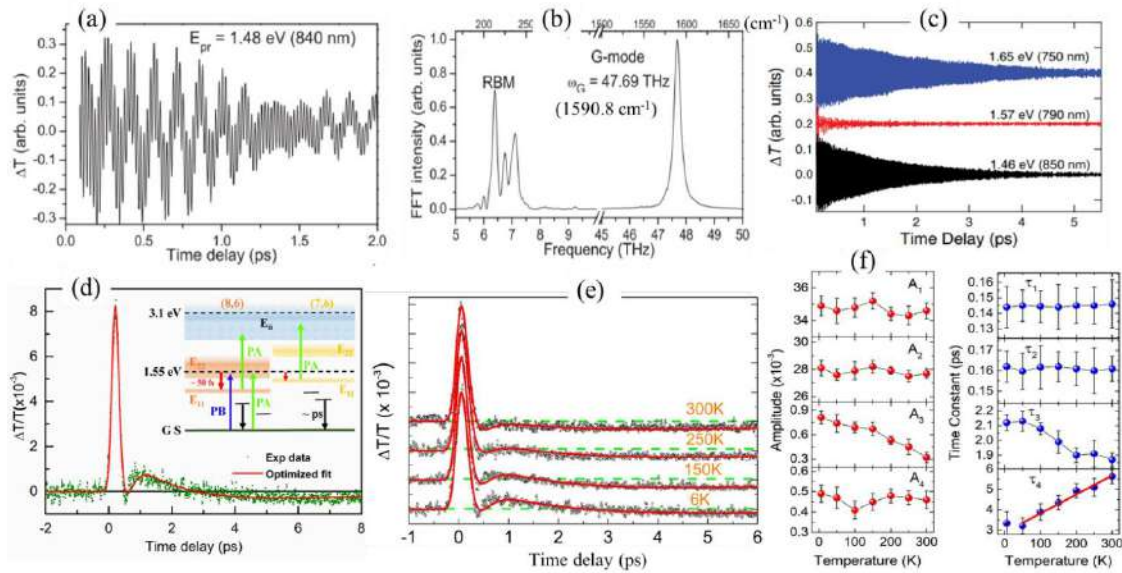 (a)
E_pr = 1.48 eV (840 nm)
ΔT (arb. units)
0.3
0.2
0.1
0.0
-0.1
-0.2
-0.3
0.0 0.5 1.0 1.5 2.0
Time delay (ps)
(b)
200 250 1500 1550 1600 1650 (cm⁻¹)
G-mode
RBM
ω_G = 47.69 THz
(1590.8 cm⁻¹)
FFT intensity (arb. units)
1.0
0.8
0.6
0.4
0.2
0.0
5 6 7 8 9 45 46 47 48 49 50
Frequency (THz)
(c)
1.65 eV (750 nm)
1.57 eV (790 nm)
1.46 eV (850 nm)
ΔT (arb. units)
0.5
0.4
0.3
0.2
0.1
0.0
-0.1
1 2 3 4 5
Time Delay (ps)
(d)
(8,6) (7,6)
3.1 eV
PA
PA
1.55 eV
~ 50 fs
E₁₁
PB
PA
~ ps
G S
Exp data
Optimized fit
ΔT/T (×10⁻³)
8
6
4
2
0
-2 0 2 4 6 8
Time delay (ps)
(e)
300K
250K
150K
6K
ΔT/T (x 10⁻³)
-1 0 1 2 3 4 5 6
Time delay (ps)
(f)
A₁
36
34
A₂
30
28
26
A₃
0.9
0.6
0.3
A₄
0.5
0.4
0.3
Amplitude (x10⁻³)
0 50 100 150 200 250 300
Temperature (K)
τ₁
0.16
0.15
0.14
0.13
τ₂
0.17
0.16
0.15
τ₃
2.2
2.1
2.0
1.9
1.8
τ₄
5
4
3
Time Constant (ps)
0 50 100 150 200 250 300
Temperature (K)